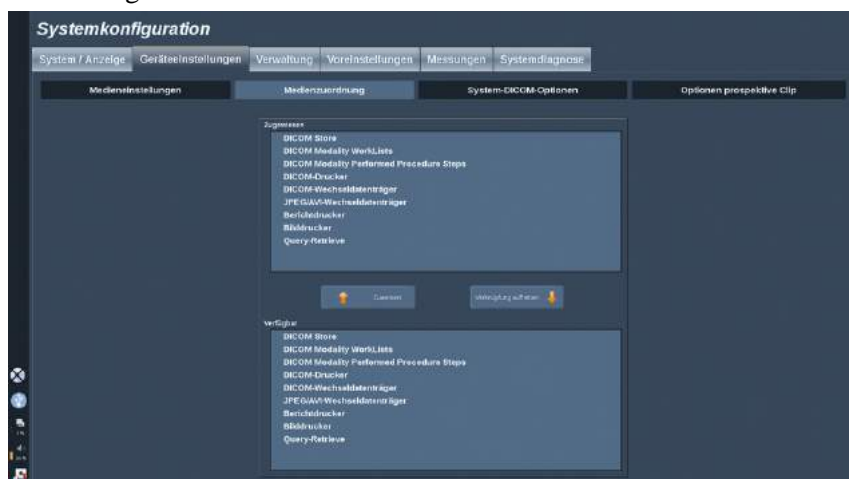 Systemkonfiguration
System / Anzeige Geräteeinstellungen Verwaltung Voreinstellungen Messungen Systemdiagnose
Medieneinstellungen Medienzuordnung System-DICOM-Optionen Optionen prospektive Clip
Zugewiesen
DICOM Store
DICOM Modality WorkLists
DICOM Modality Performed Procedure Steps
DICOM-Drucker
DICOM-Wechseldatenträger
JPEG/AVI-Wechseldatenträger
Berichtdrucker
Bilddrucker
Query-Retrieve
Zuweisen Verknüpfung aufheben
Verfügbar
DICOM Store
DICOM Modality WorkLists
DICOM Modality Performed Procedure Steps
DICOM-Drucker
DICOM-Wechseldatenträger
JPEG/AVI-Wechseldatenträger
Berichtdrucker
Bilddrucker
Query-Retrieve